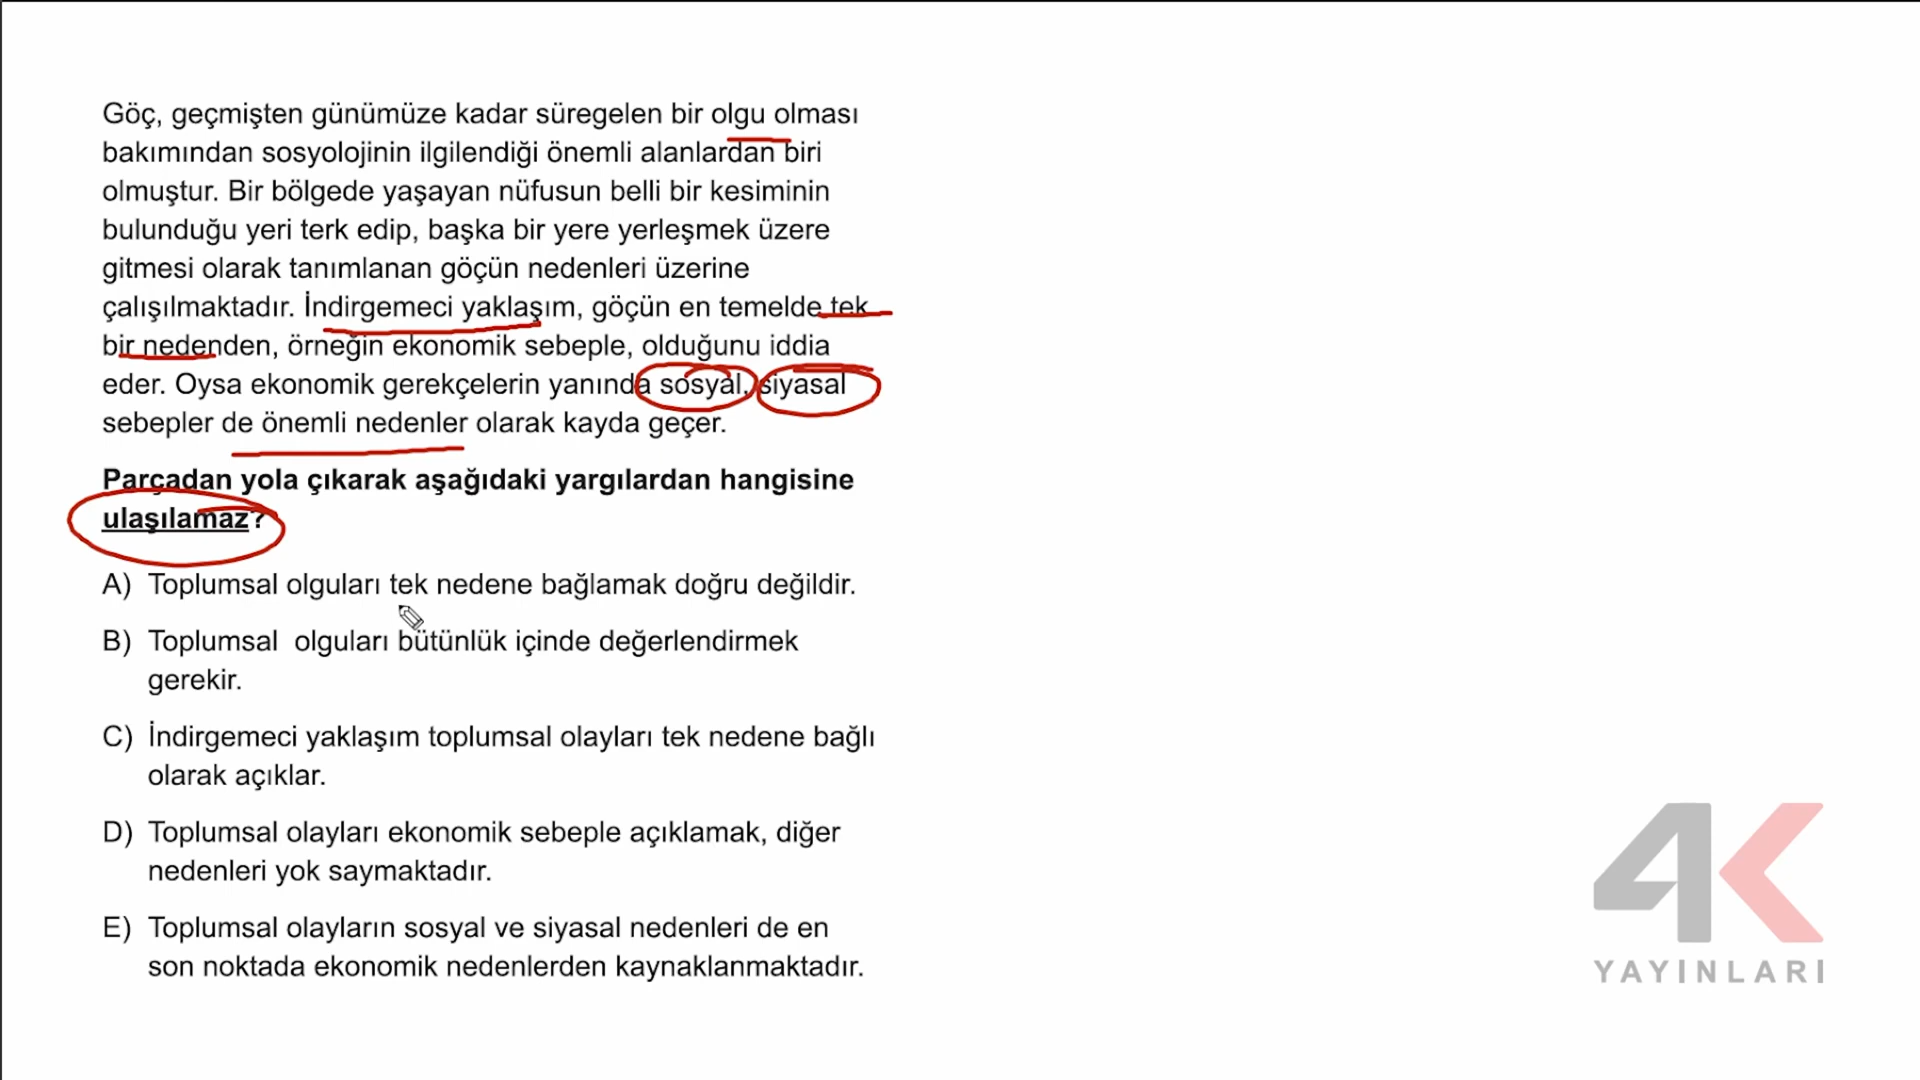 Göç, geçmişten günümüze kadar süregelen bir olgu olması
bakımından sosyolojinin ilgilendiği önemli alanlardan biri
olmuştur. Bir bölgede yaşayan nüfusun belli bir kesiminin
bulunduğu yeri terk edip, başka bir yere yerleşmek üzere
gitmesi olarak tanımlanan göçün nedenleri üzerine
çalışılmaktadır. İndirgemeci yaklaşım, göçün en temelde tek
bir nedenden, örneğin ekonomik sebeple, olduğunu iddia
eder. Oysa ekonomik gerekçelerin yanında sosyal, siyasal
sebepler de önemli nedenler olarak kayda geçer.
Parçadan yola çıkarak aşağıdaki yargılardan hangisine
ulaşılamaz?
A) Toplumsal olguları tek nedene bağlamak doğru değildir.
B) Toplumsal  olguları bütünlük içinde değerlendirmek
gerekir.
C) İndirgemeci yaklaşım toplumsal olayları tek nedene bağlı
olarak açıklar.
D) Toplumsal olayları ekonomik sebeple açıklamak, diğer
nedenleri yok saymaktadır.
E) Toplumsal olayların sosyal ve siyasal nedenleri de en
son noktada ekonomik nedenlerden kaynaklanmaktadır.
4K
YAYINLARI